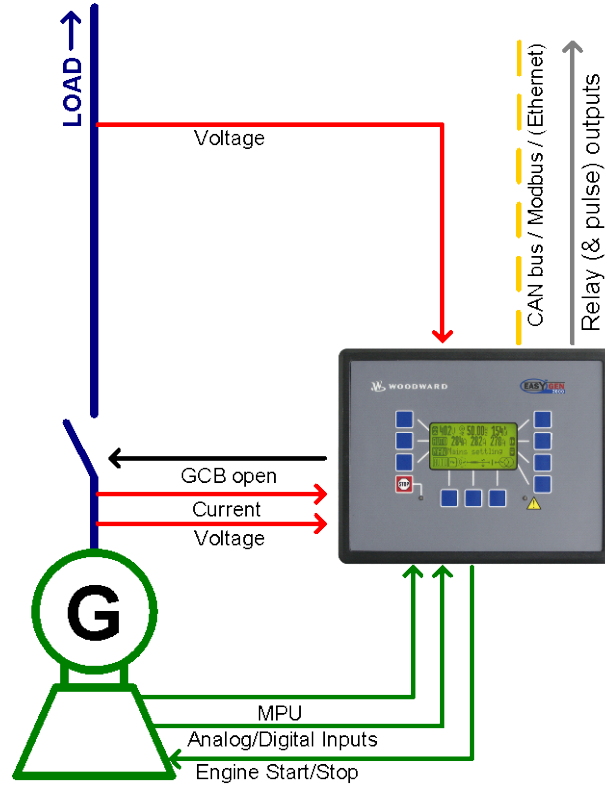 LOAD →
Voltage
CAN bus / Modbus / (Ethernet)
Relay (& pulse) outputs
WOODWARD
EASYGEN
GCB open
STOP
Current
Voltage
G
MPU
Analog/Digital Inputs
Engine Start/Stop